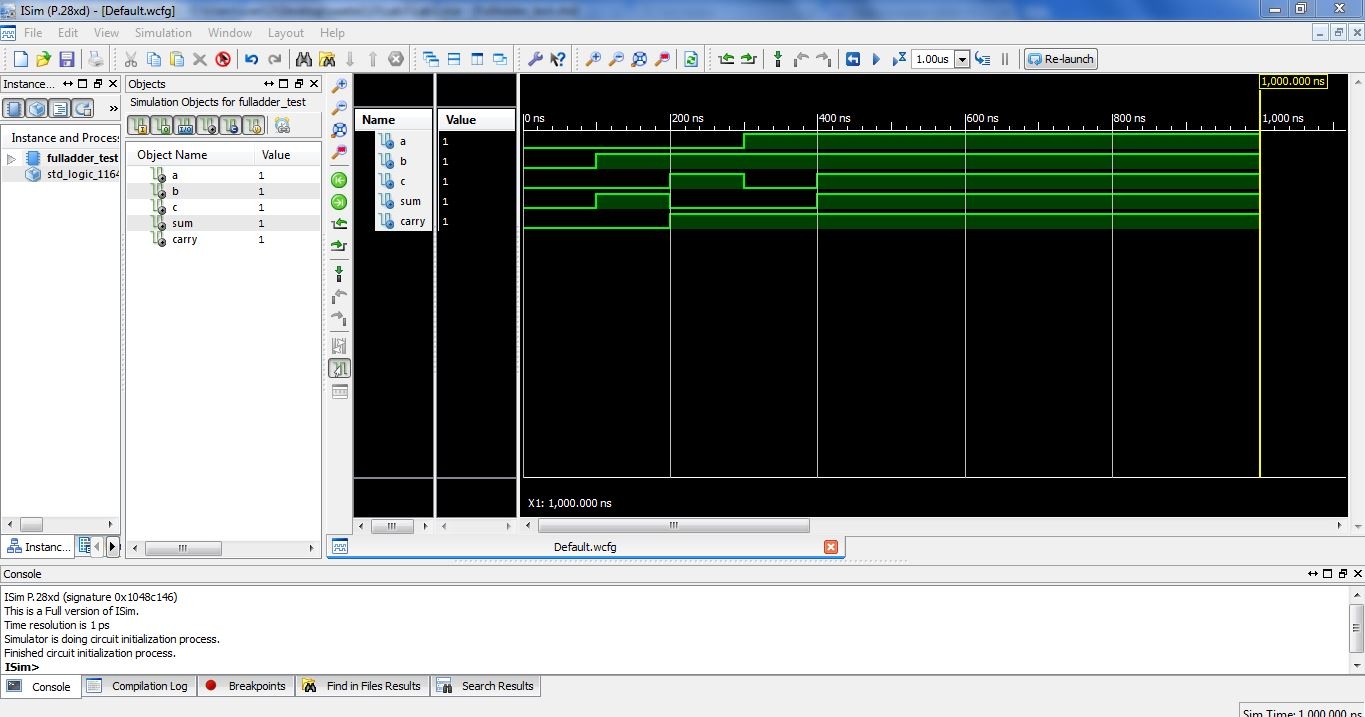 ISim (P.28xd) - [Default.wcfg]
File Edit View Simulation Window Layout Help
1.00us Re-launch
Instance...
Objects
Simulation Objects for fulladder_test
Instance and Process
fulladder_test
std_logic_1164
Object Name Value
a 1
b 1
c 1
sum 1
carry 1
Name Value
a 1
b 1
c 1
sum 1
carry 1
1,000.000 ns
0 ns 200 ns 400 ns 600 ns 800 ns 1,000 ns
X1: 1,000.000 ns
Instanc...
Default.wcfg
Console
ISim P.28xd (signature 0x1048c146)
This is a Full version of ISim.
Time resolution is 1 ps
Simulator is doing circuit initialization process.
Finished circuit initialization process.
ISim>
Console Compilation Log Breakpoints Find in Files Results Search Results
Sim Time: 1,000,000 ps